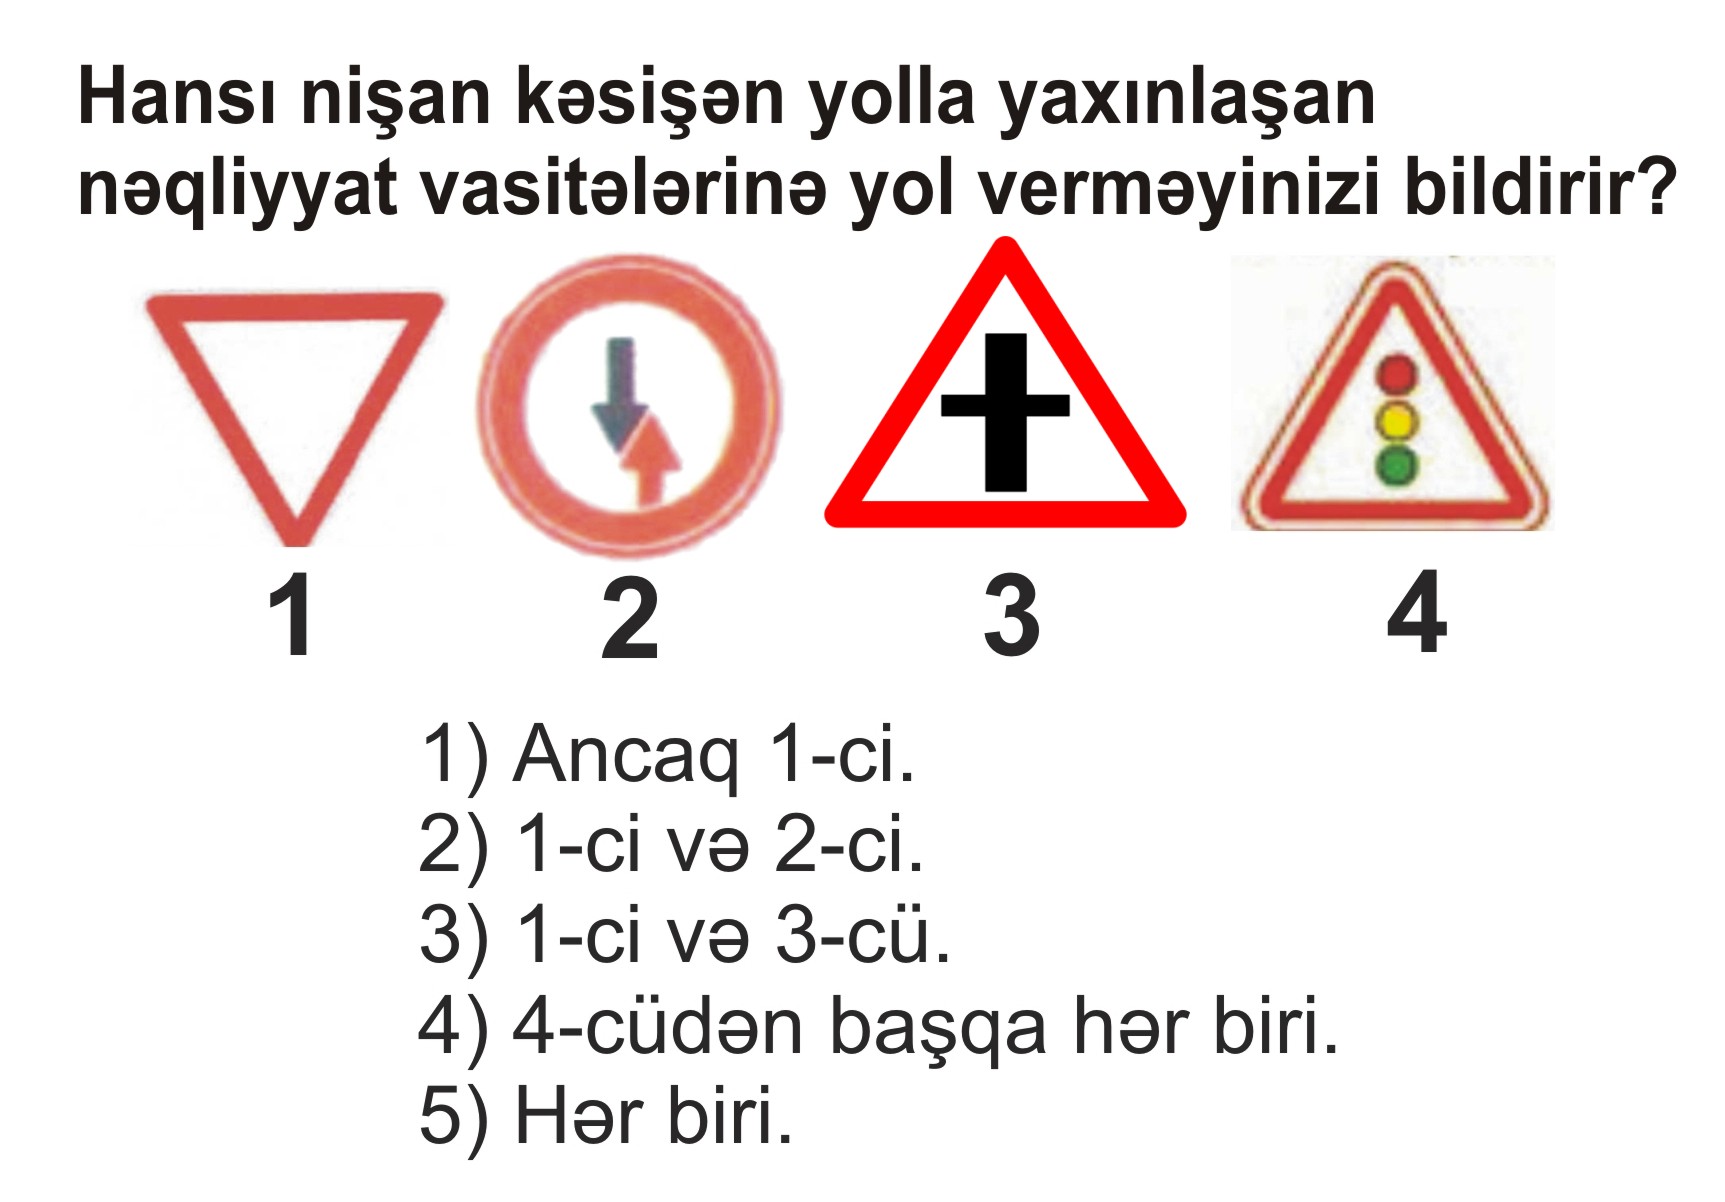 Hansı nişan kəsişən yolla yaxınlaşan
nəqliyyat vasitələrinə yol verməyinizi bildirir?
1 2 3 4
1) Ancaq 1-ci.
2) 1-ci və 2-ci.
3) 1-ci və 3-cü.
4) 4-cüdən başqa hər biri.
5) Hər biri.